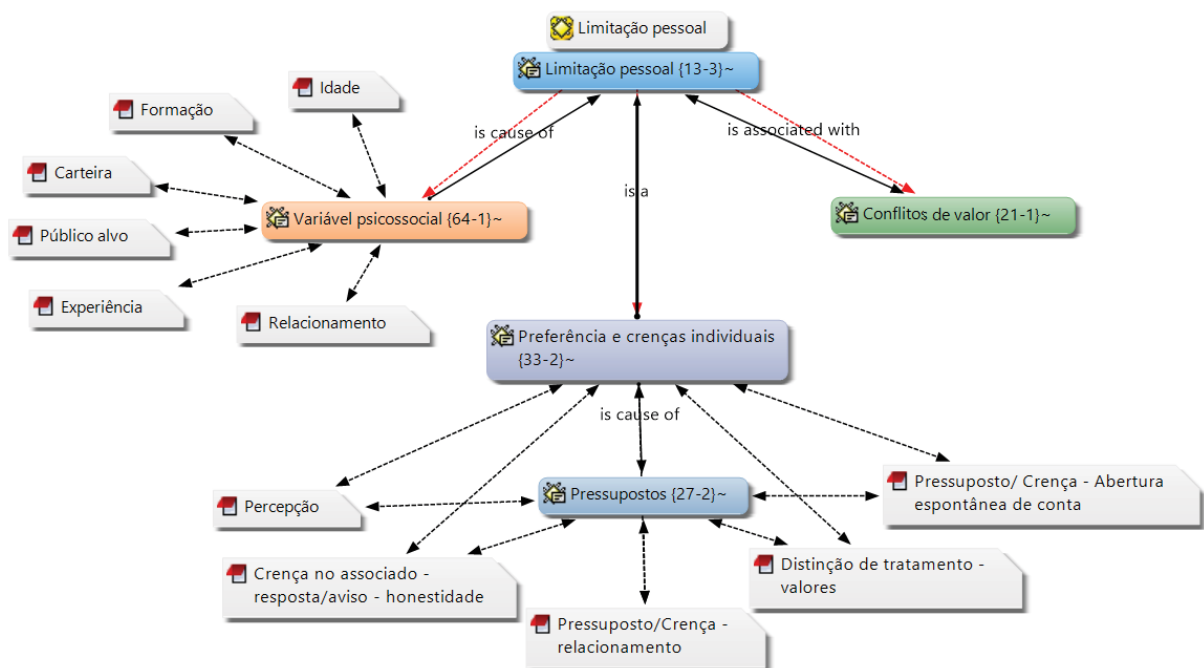 Limitação pessoal
Limitação pessoal {13-3}~
Idade
Formação
is cause of
is associated with
Carteira
is a
Variável psicossocial {64-1}~
Conflitos de valor {21-1}~
Público alvo
Experiência
Relacionamento
Preferência e crenças individuais
{33-2}~
is cause of
Pressuposto/ Crença - Abertura
espontânea de conta
Pressupostos {27-2}~
Percepção
Crença no associado -
resposta/aviso - honestidade
Distinção de tratamento -
valores
Pressuposto/Crença -
relacionamento